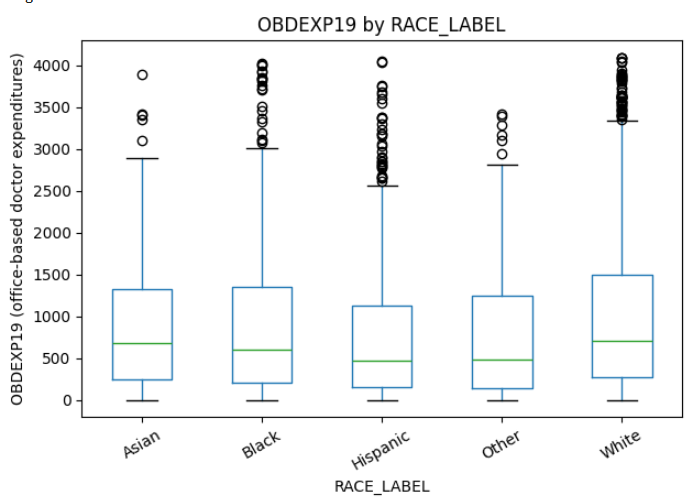 OBDEXP19 by RACE_LABEL
OBDEXP19 (office-based doctor expenditures)
4000
3500
3000
2500
2000
1500
1000
500
0
Asian
Black
Hispanic
Other
White
RACE_LABEL